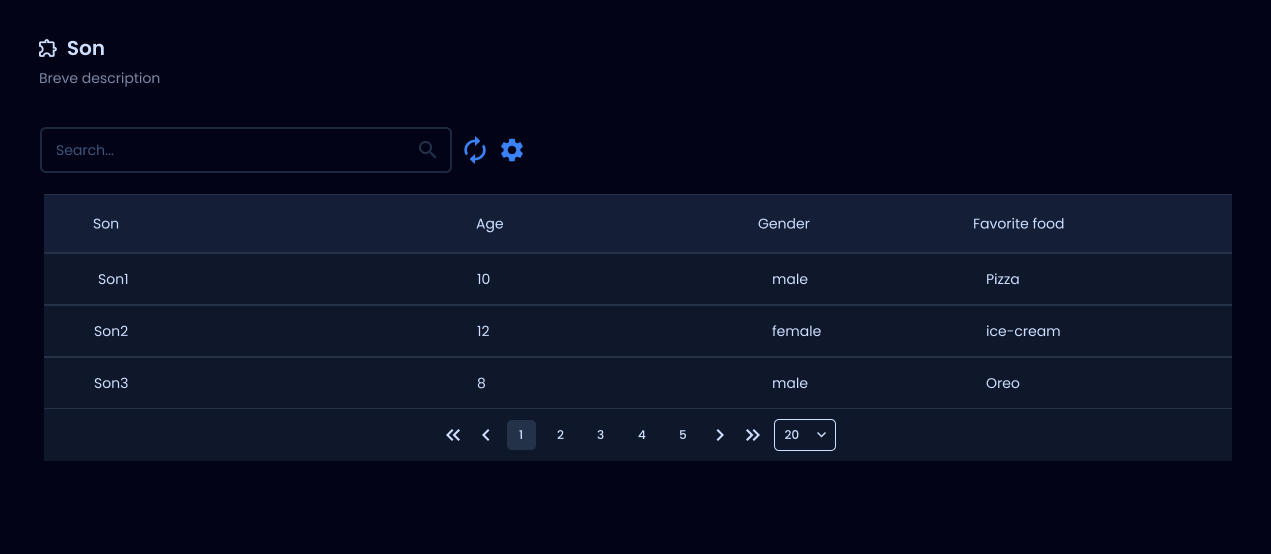 Son
Breve description
Search...
Son Age Gender Favorite food
Son1 10 male Pizza
Son2 12 female ice-cream
Son3 8 male Oreo
1 2 3 4 5 20